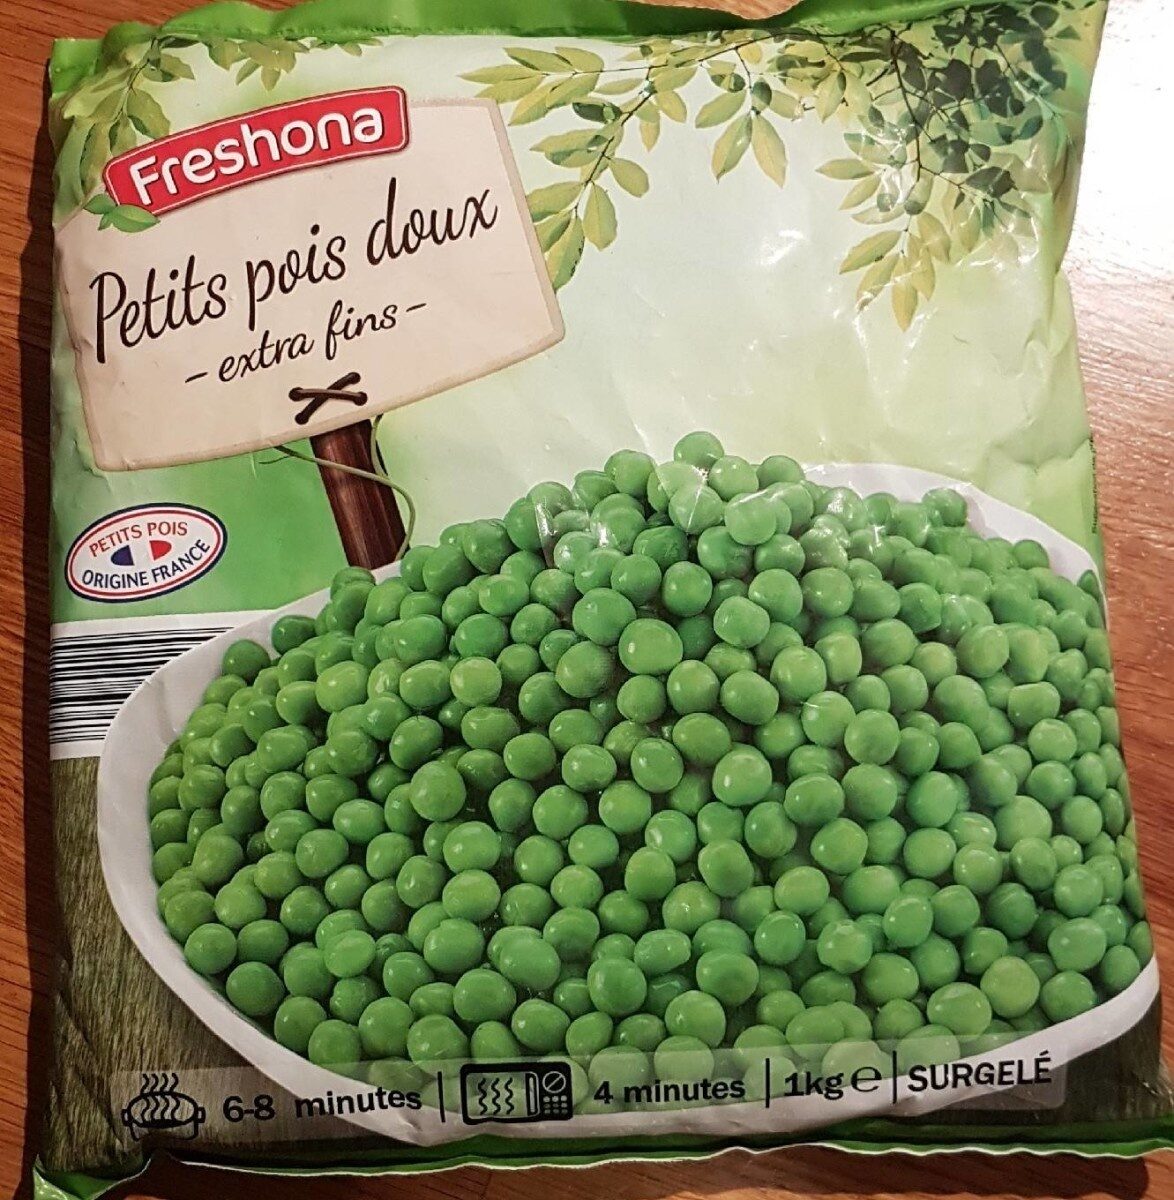 Freshona
Petits pois doux
- extra fins -
PETITS POIS
ORIGINE FRANCE
6-8 minutes | 4 minutes | 1kg e | SURGELÉ